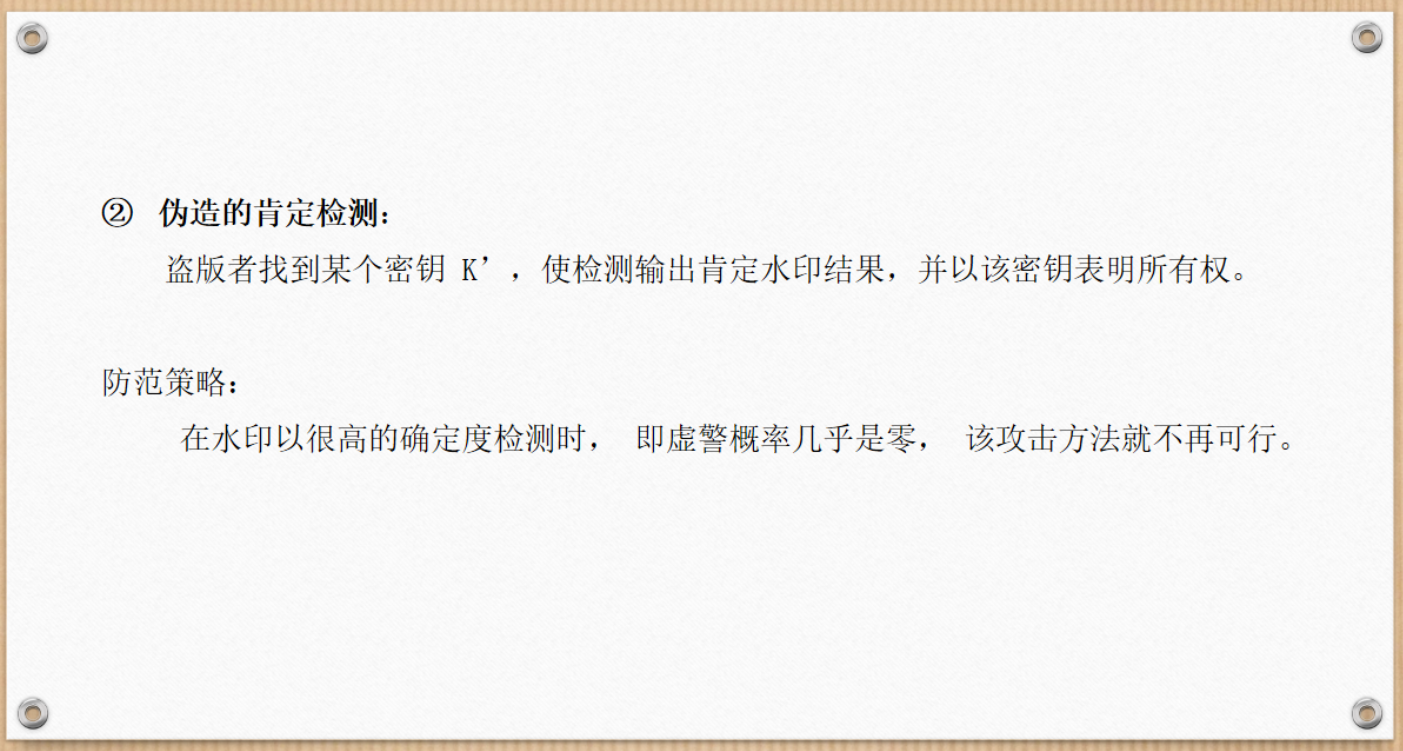 ② 伪造的肯定检测：
盗版者找到某个密钥 K’，使检测输出肯定水印结果，并以该密钥表明所有权。
防范策略：
在水印以很高的确定度检测时， 即虚警概率几乎是零， 该攻击方法就不再可行。